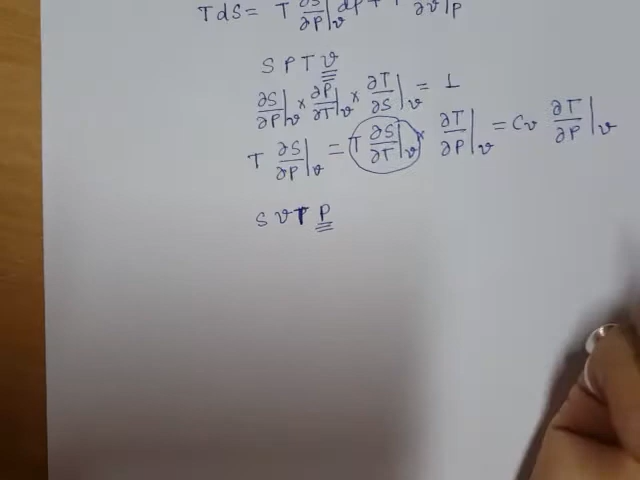 TdS = T ∂S/∂P|v dP + T ∂v|P
S P T v
∂S/∂P|v × ∂P/∂T|v × ∂T/∂S|v = 1
T ∂S/∂P|v = T ∂S/∂T|v × ∂T/∂P|v = Cv ∂T/∂P|v
S v T P